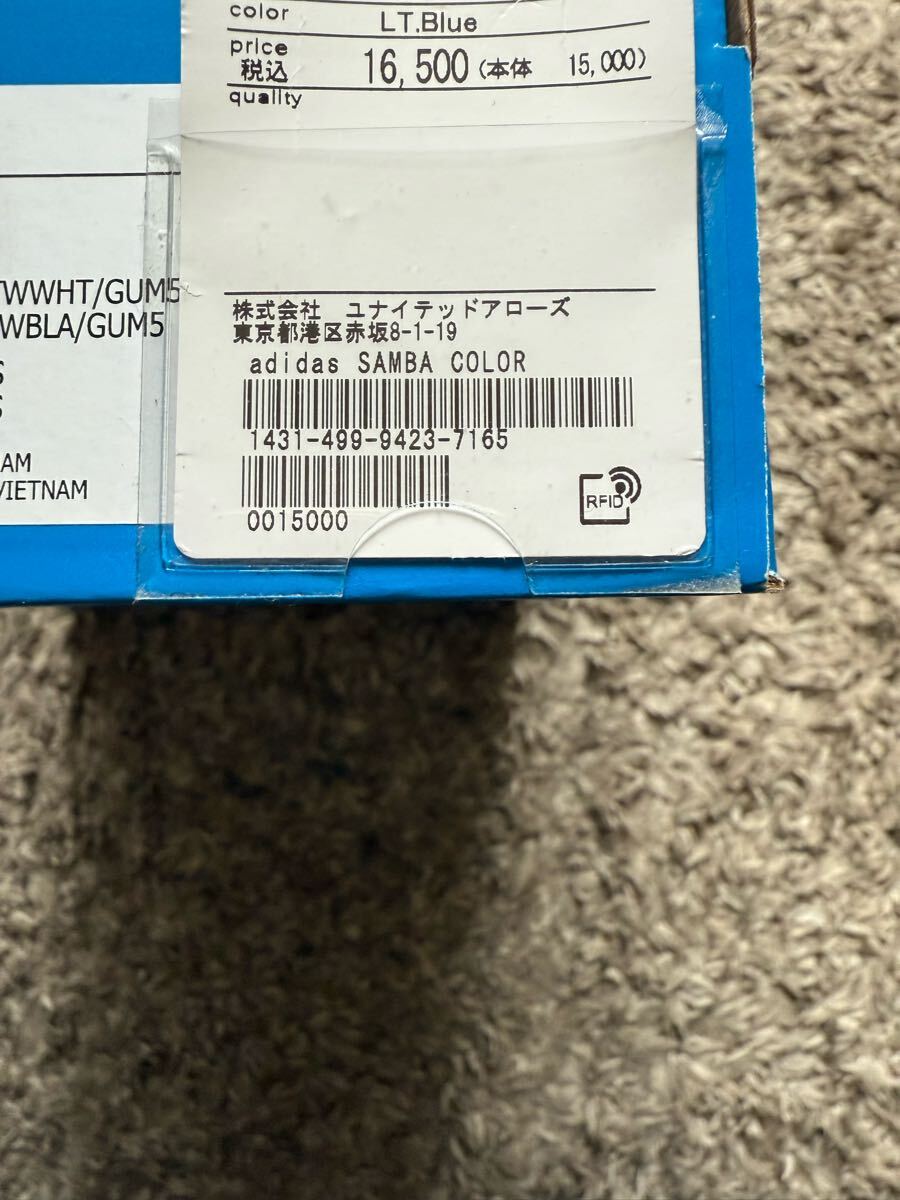 color LT.Blue
price
税込 16,500 (本体 15,000)
quality
株式会社 ユナイテッドアローズ
東京都港区赤坂8-1-19
adidas SAMBA COLOR
1431-499-9423-7165
0015000
RFID
/GUM5
WBLA/GUM5
S
S
AM
VIETNAM